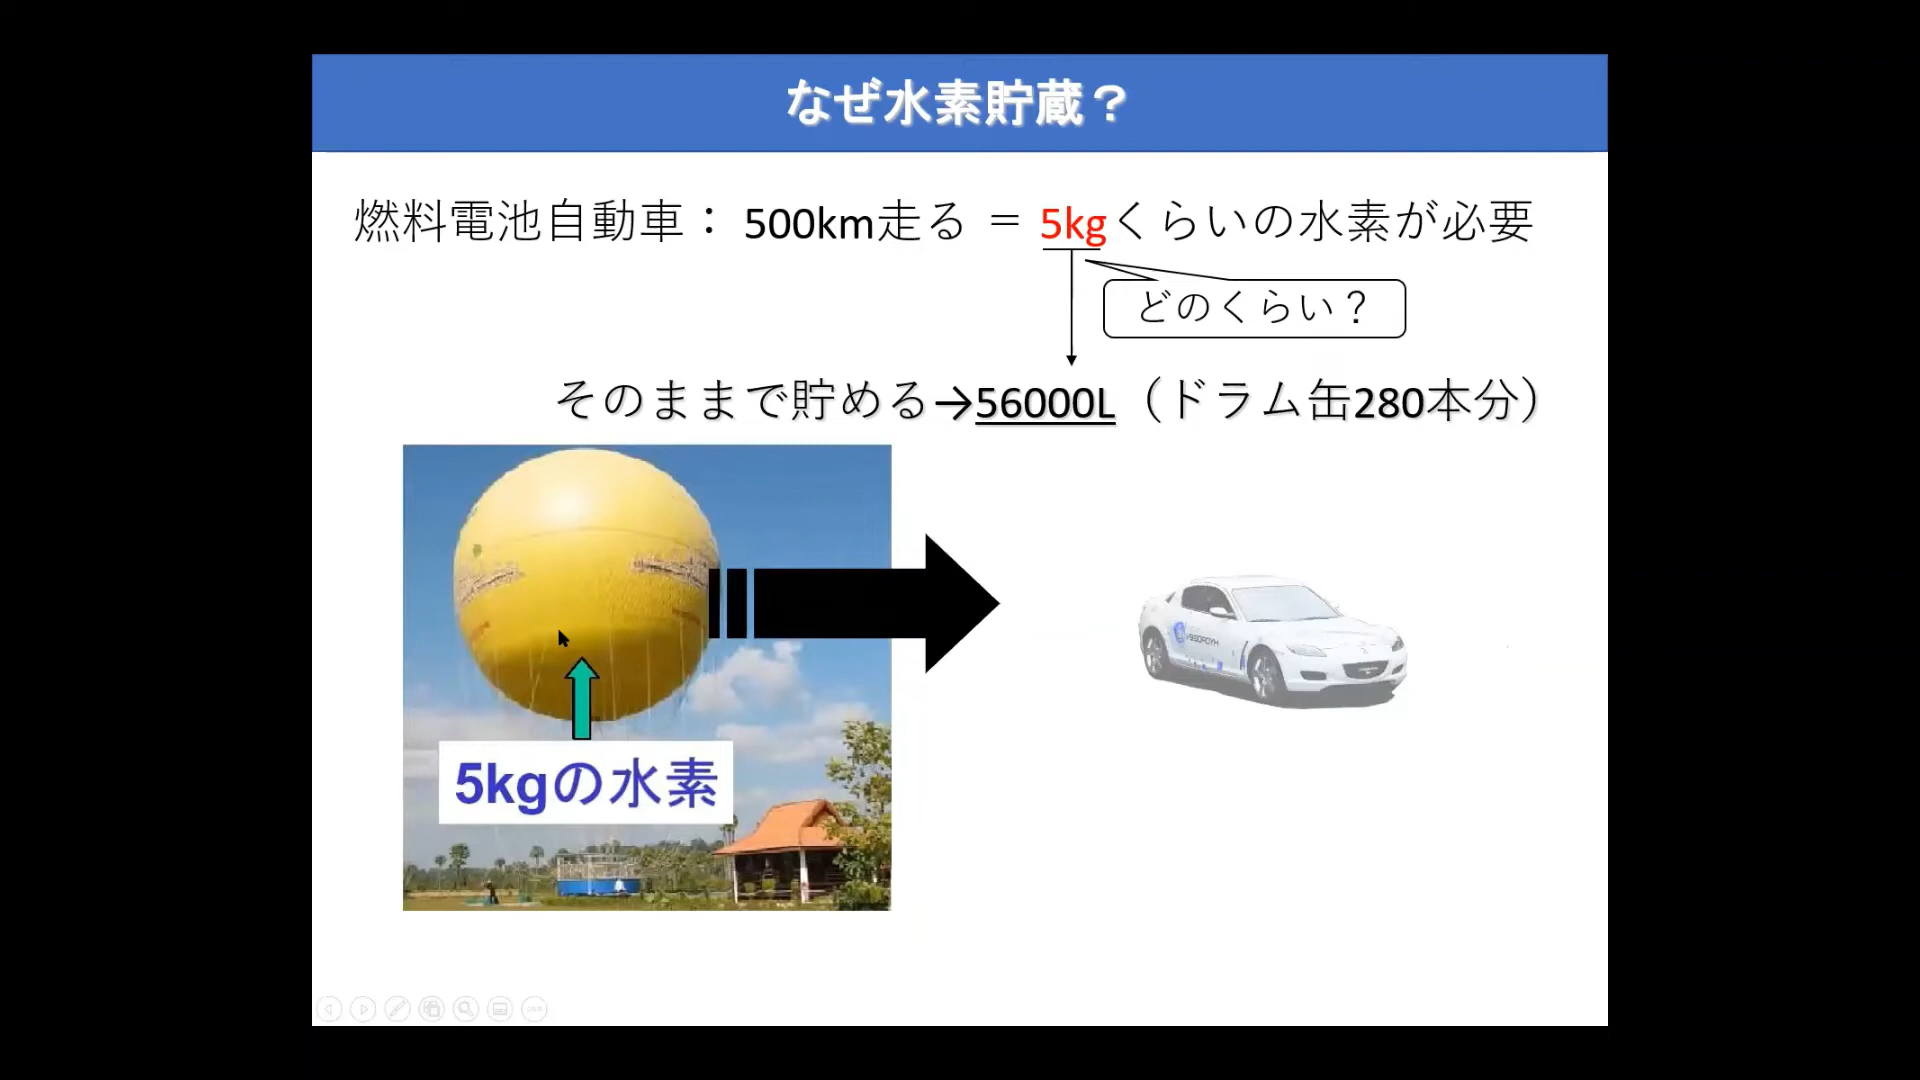 なぜ水素貯蔵？
燃料電池自動車： 500km走る ＝ 5kgくらいの水素が必要
どのくらい？
そのままで貯める→56000L（ドラム缶280本分）
5kgの水素